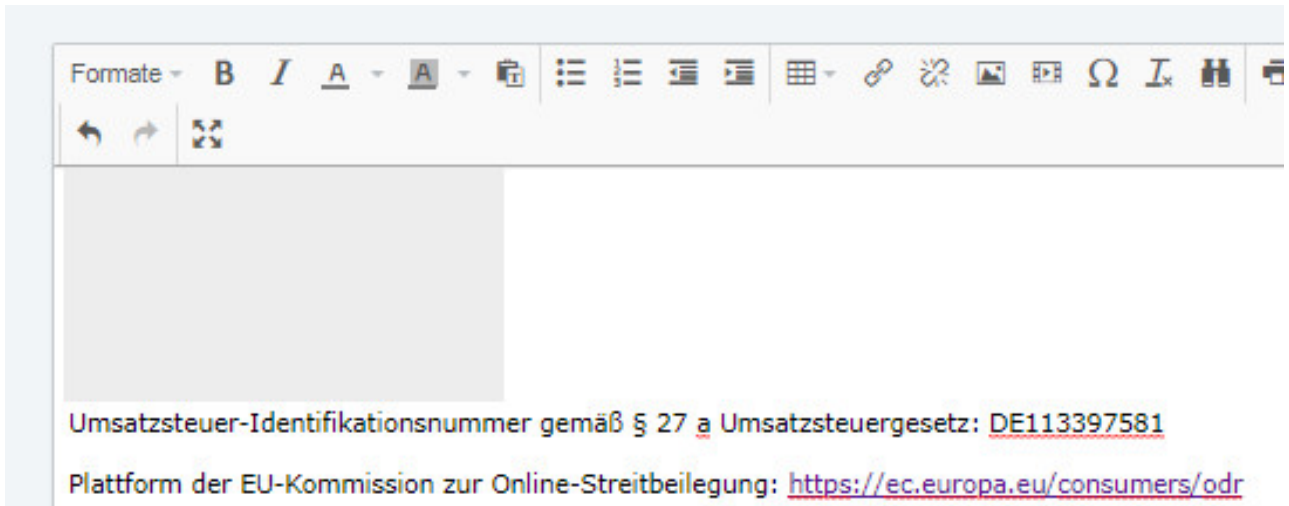 Formate
Umsatzsteuer-Identifikationsnummer gemäß § 27 a Umsatzsteuergesetz: DE113397581
Plattform der EU-Kommission zur Online-Streitbeilegung: https://ec.europa.eu/consumers/odr